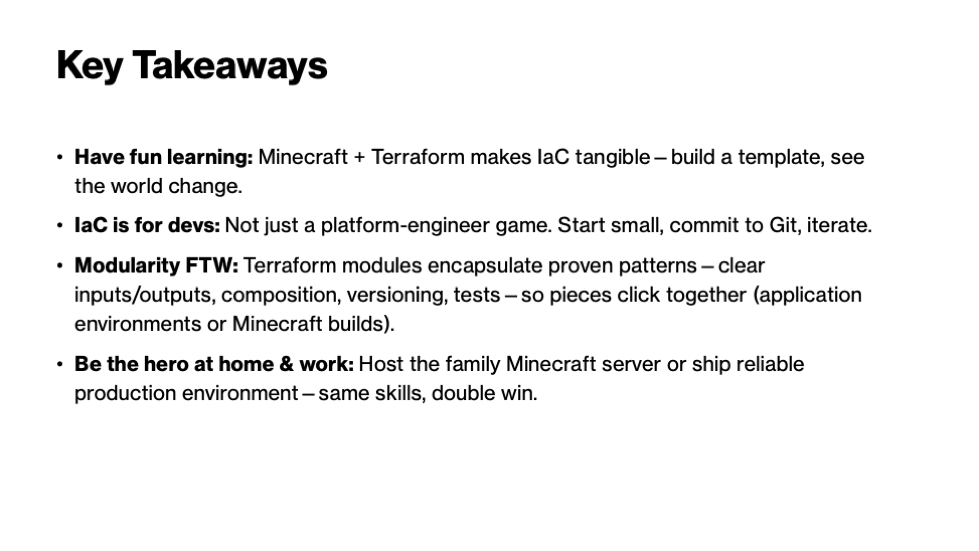 Key Takeaways
• Have fun learning: Minecraft + Terraform makes IaC tangible – build a template, see
the world change.
• IaC is for devs: Not just a platform-engineer game. Start small, commit to Git, iterate.
• Modularity FTW: Terraform modules encapsulate proven patterns – clear
inputs/outputs, composition, versioning, tests – so pieces click together (application
environments or Minecraft builds).
• Be the hero at home & work: Host the family Minecraft server or ship reliable
production environment – same skills, double win.